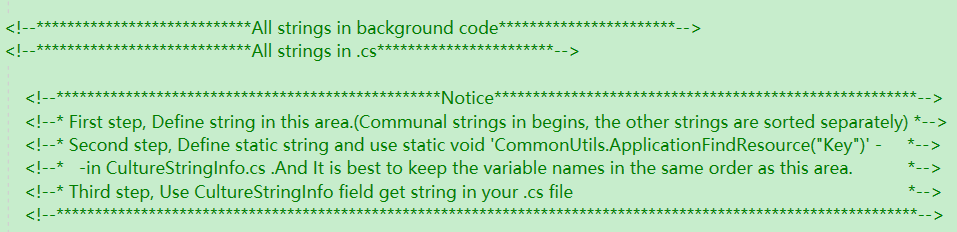 <!--****************************All strings in background code***********************-->
<!--****************************All strings in .cs***********************-->
<!--**************************************************Notice*******************************************************-->
<!--* First step, Define string in this area.(Communal strings in begins, the other strings are sorted separately) *-->
<!--* Second step, Define static string and use static void 'CommonUtils.ApplicationFindResource("Key")' - *-->
<!--* -in CultureStringInfo.cs .And It is best to keep the variable names in the same order as this area. *-->
<!--* Third step, Use CultureStringInfo field get string in your .cs file *-->
<!--****************************************************************************************************************-->